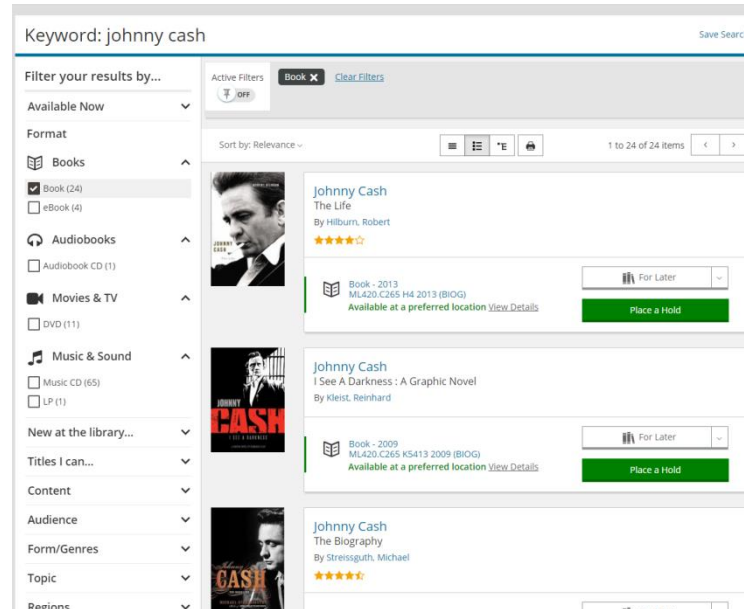 Keyword: johnny cash
Save Searc
Filter your results by...
Available Now
Format
Books
Book (24)
eBook (4)
Audiobooks
Audiobook CD (1)
Movies & TV
DVD (11)
Music & Sound
Music CD (65)
LP (1)
New at the library...
Titles I can...
Content
Audience
Form/Genres
Topic
Regions
Active Filters
OFF
Book
Clear Filters
Sort by: Relevance
1 to 24 of 24 items
JOHNNY
CASH
Johnny Cash
The Life
By Hilburn, Robert
Book - 2013
ML420.C265 H4 2013 (BIOG)
Available at a preferred location View Details
For Later
Place a Hold
JOHNNY
CASH
I SEE A DARKNESS
Johnny Cash
I See A Darkness : A Graphic Novel
By Kleist, Reinhard
Book - 2009
ML420.C265 K5413 2009 (BIOG)
Available at a preferred location View Details
For Later
Place a Hold
Johnny
CASH
Johnny Cash
The Biography
By Streissguth, Michael